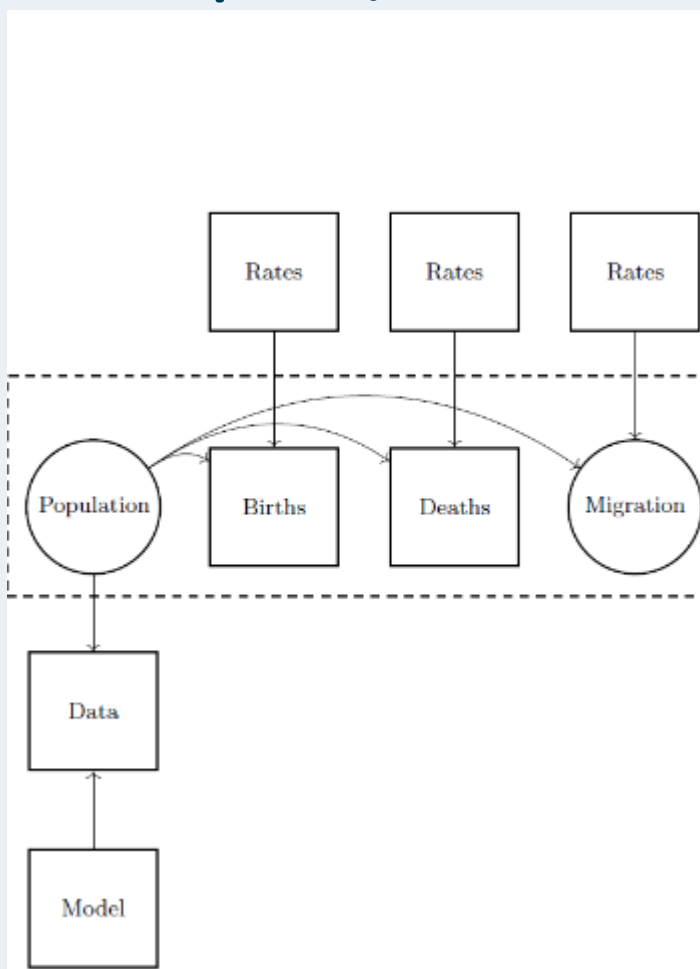 Rates Rates Rates
Population Births Deaths Migration
Data
Model